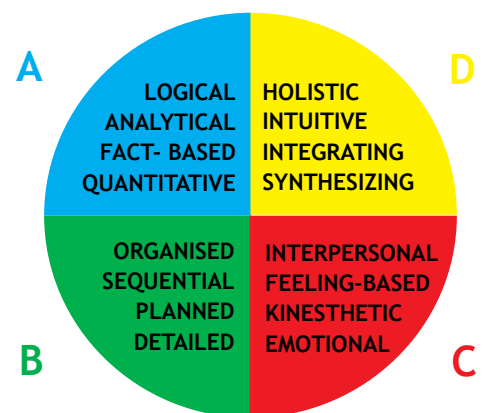 A
LOGICAL
ANALYTICAL
FACT- BASED
QUANTITATIVE
D
HOLISTIC
INTUITIVE
INTEGRATING
SYNTHESIZING
B
ORGANISED
SEQUENTIAL
PLANNED
DETAILED
C
INTERPERSONAL
FEELING-BASED
KINESTHETIC
EMOTIONAL